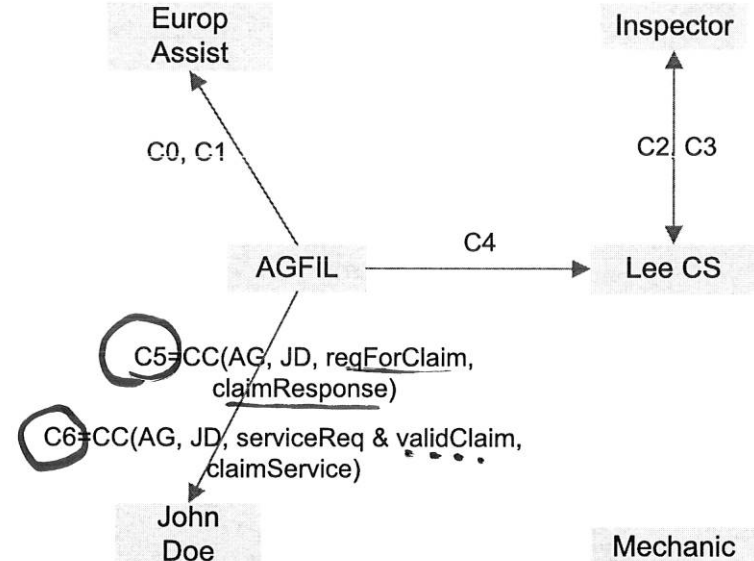 Europ
Assist
Inspector
C0, C1
C2, C3
C4
AGFIL
Lee CS
C5=CC(AG, JD, reqForClaim,
claimResponse)
C6=CC(AG, JD, serviceReq & validClaim,
claimService)
John
Doe
Mechanic